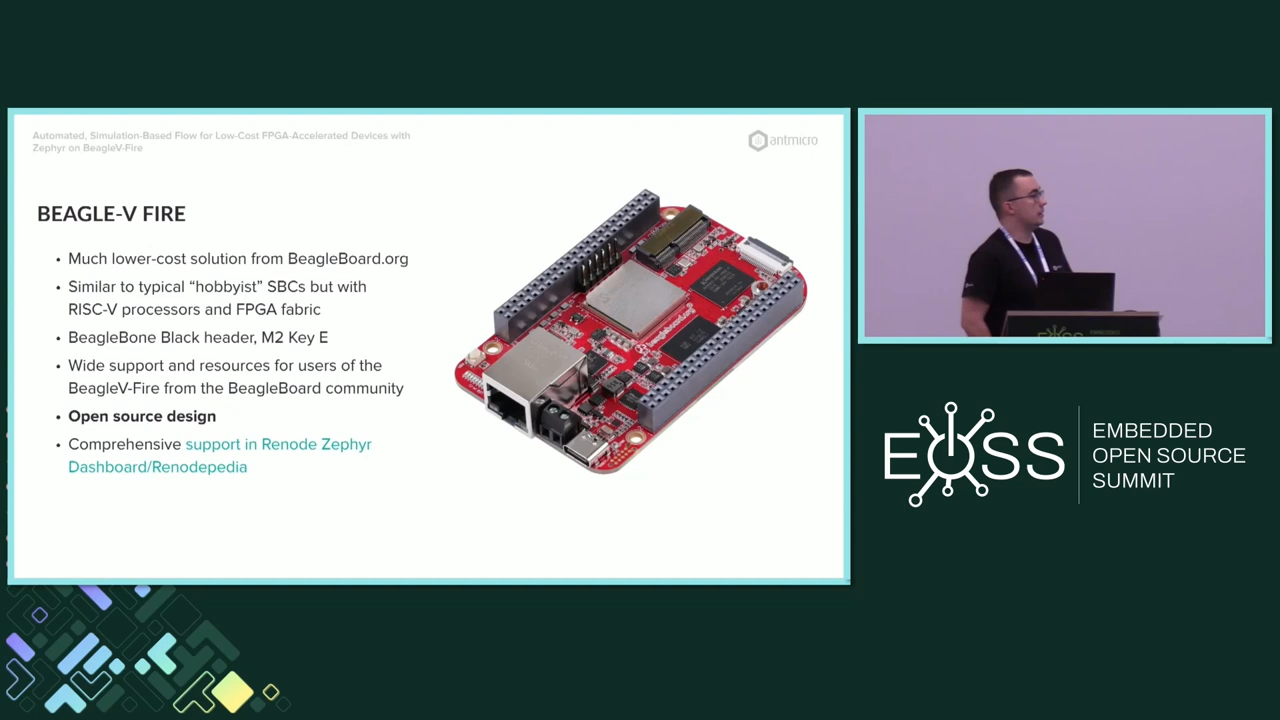 Automated, Simulation-Based Flow for Low-Cost FPGA-Accelerated Devices with
Zephyr on BeagleV-Fire
antmicro
BEAGLE-V FIRE
• Much lower-cost solution from BeagleBoard.org
• Similar to typical “hobbyist” SBCs but with
RISC-V processors and FPGA fabric
• BeagleBone Black header, M2 Key E
• Wide support and resources for users of the
BeagleV-Fire from the BeagleBoard community
• Open source design
• Comprehensive support in Renode Zephyr
Dashboard/Renodepedia
EOSS
EMBEDDED
OPEN SOURCE
SUMMIT